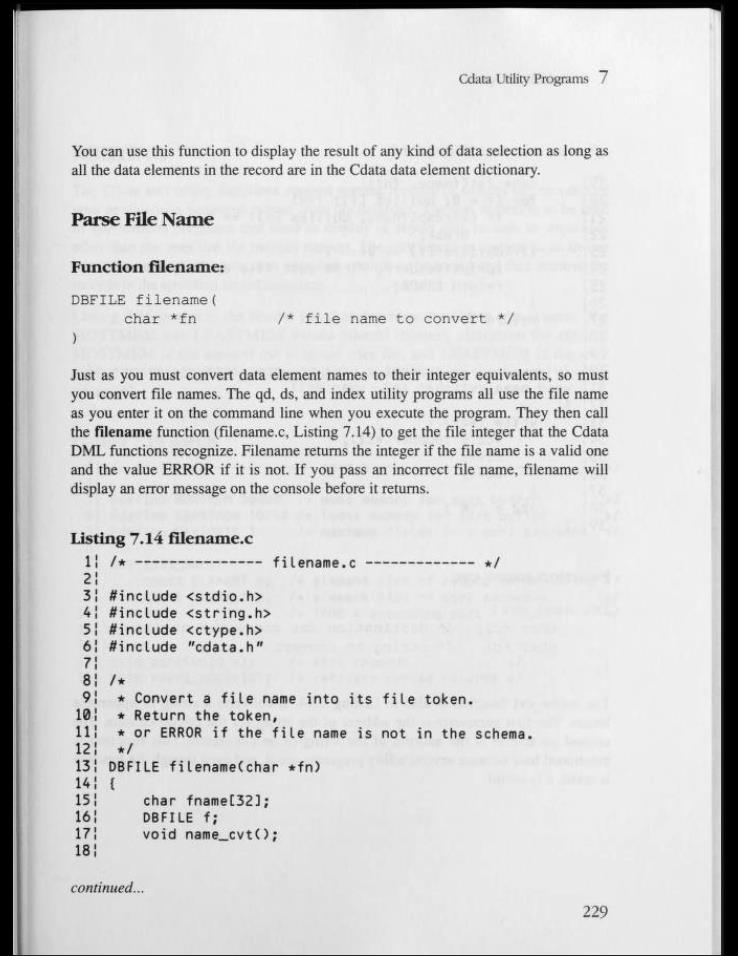 Cdata Utility Programs 7
You can use this function to display the result of any kind of data selection as long as
all the data elements in the record are in the Cdata data element dictionary.
Parse File Name
Function filename:
DBFILE filename(
char *fn /* file name to convert */
)
Just as you must convert data element names to their integer equivalents, so must
you convert file names. The qd, ds, and index utility programs all use the file name
as you enter it on the command line when you execute the program. They then call
the filename function (filename.c, Listing 7.14) to get the file integer that the Cdata
DML functions recognize. Filename returns the integer if the file name is a valid one
and the value ERROR if it is not. If you pass an incorrect file name, filename will
display an error message on the console before it returns.
Listing 7.14 filename.c
1¦ /* --------------- filename.c ------------- */
2¦
3¦ #include <stdio.h>
4¦ #include <string.h>
5¦ #include <ctype.h>
6¦ #include "cdata.h"
7¦
8¦ /*
9¦ * Convert a file name into its file token.
10¦ * Return the token,
11¦ * or ERROR if the file name is not in the schema.
12¦ */
13¦ DBFILE filename(char *fn)
14¦ {
15¦ char fname[32];
16¦ DBFILE f;
17¦ void name_cvt();
18¦
continued...
229